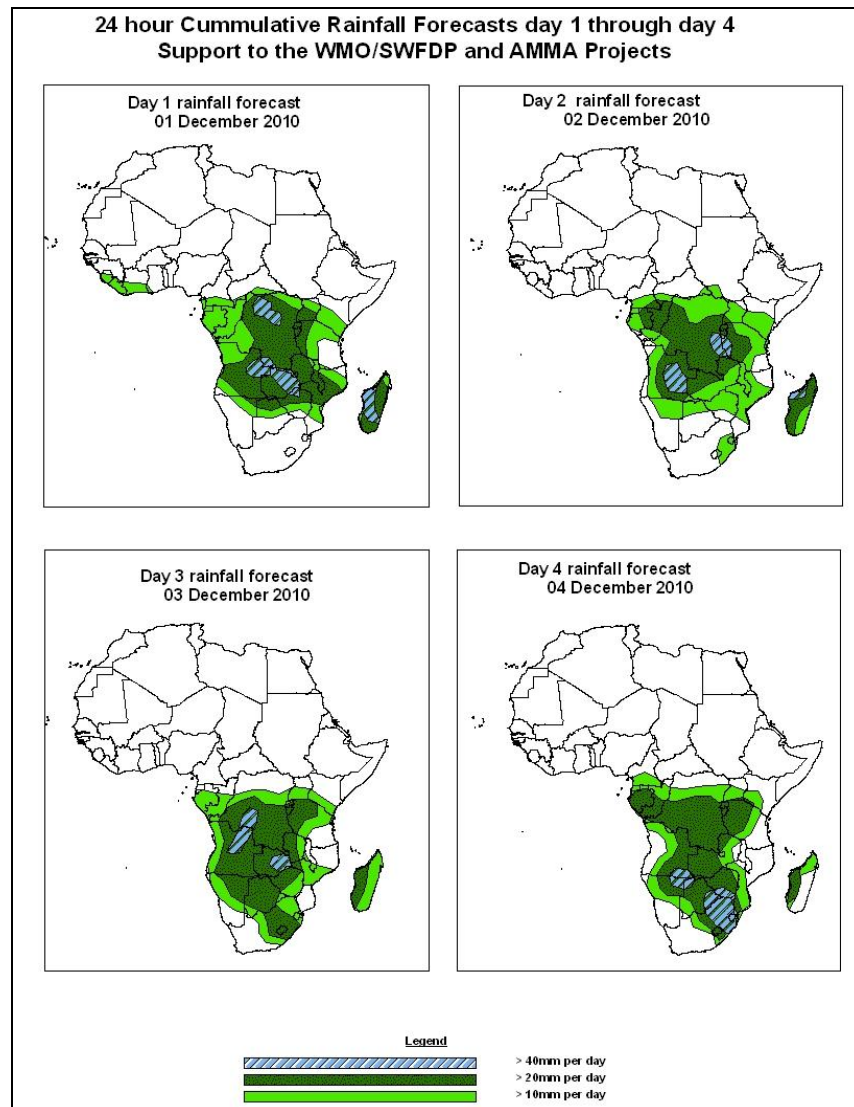 24 hour Cummulative Rainfall Forecasts day 1 through day 4
Support to the WMO/SWFDP and AMMA Projects
Day 1 rainfall forecast
01 December 2010
Day 2 rainfall forecast
02 December 2010
Day 3 rainfall forecast
03 December 2010
Day 4 rainfall forecast
04 December 2010
Legend
> 40mm per day
> 20mm per day
> 10mm per day